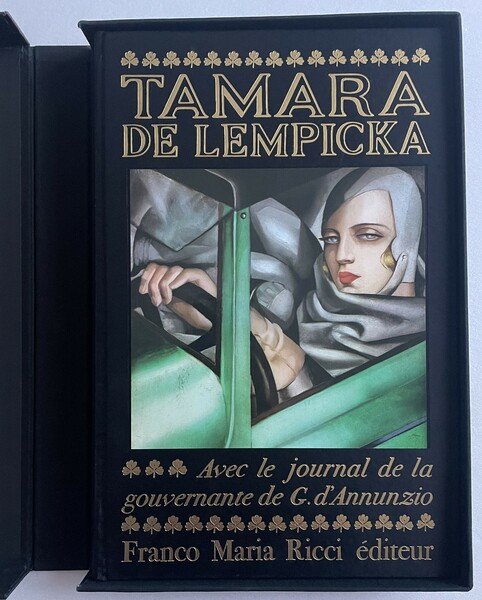 TAMARA
DE LEMPICKA
Avec le journal de la
gouvernante de G. d'Annunzio
Franco Maria Ricci éditeur